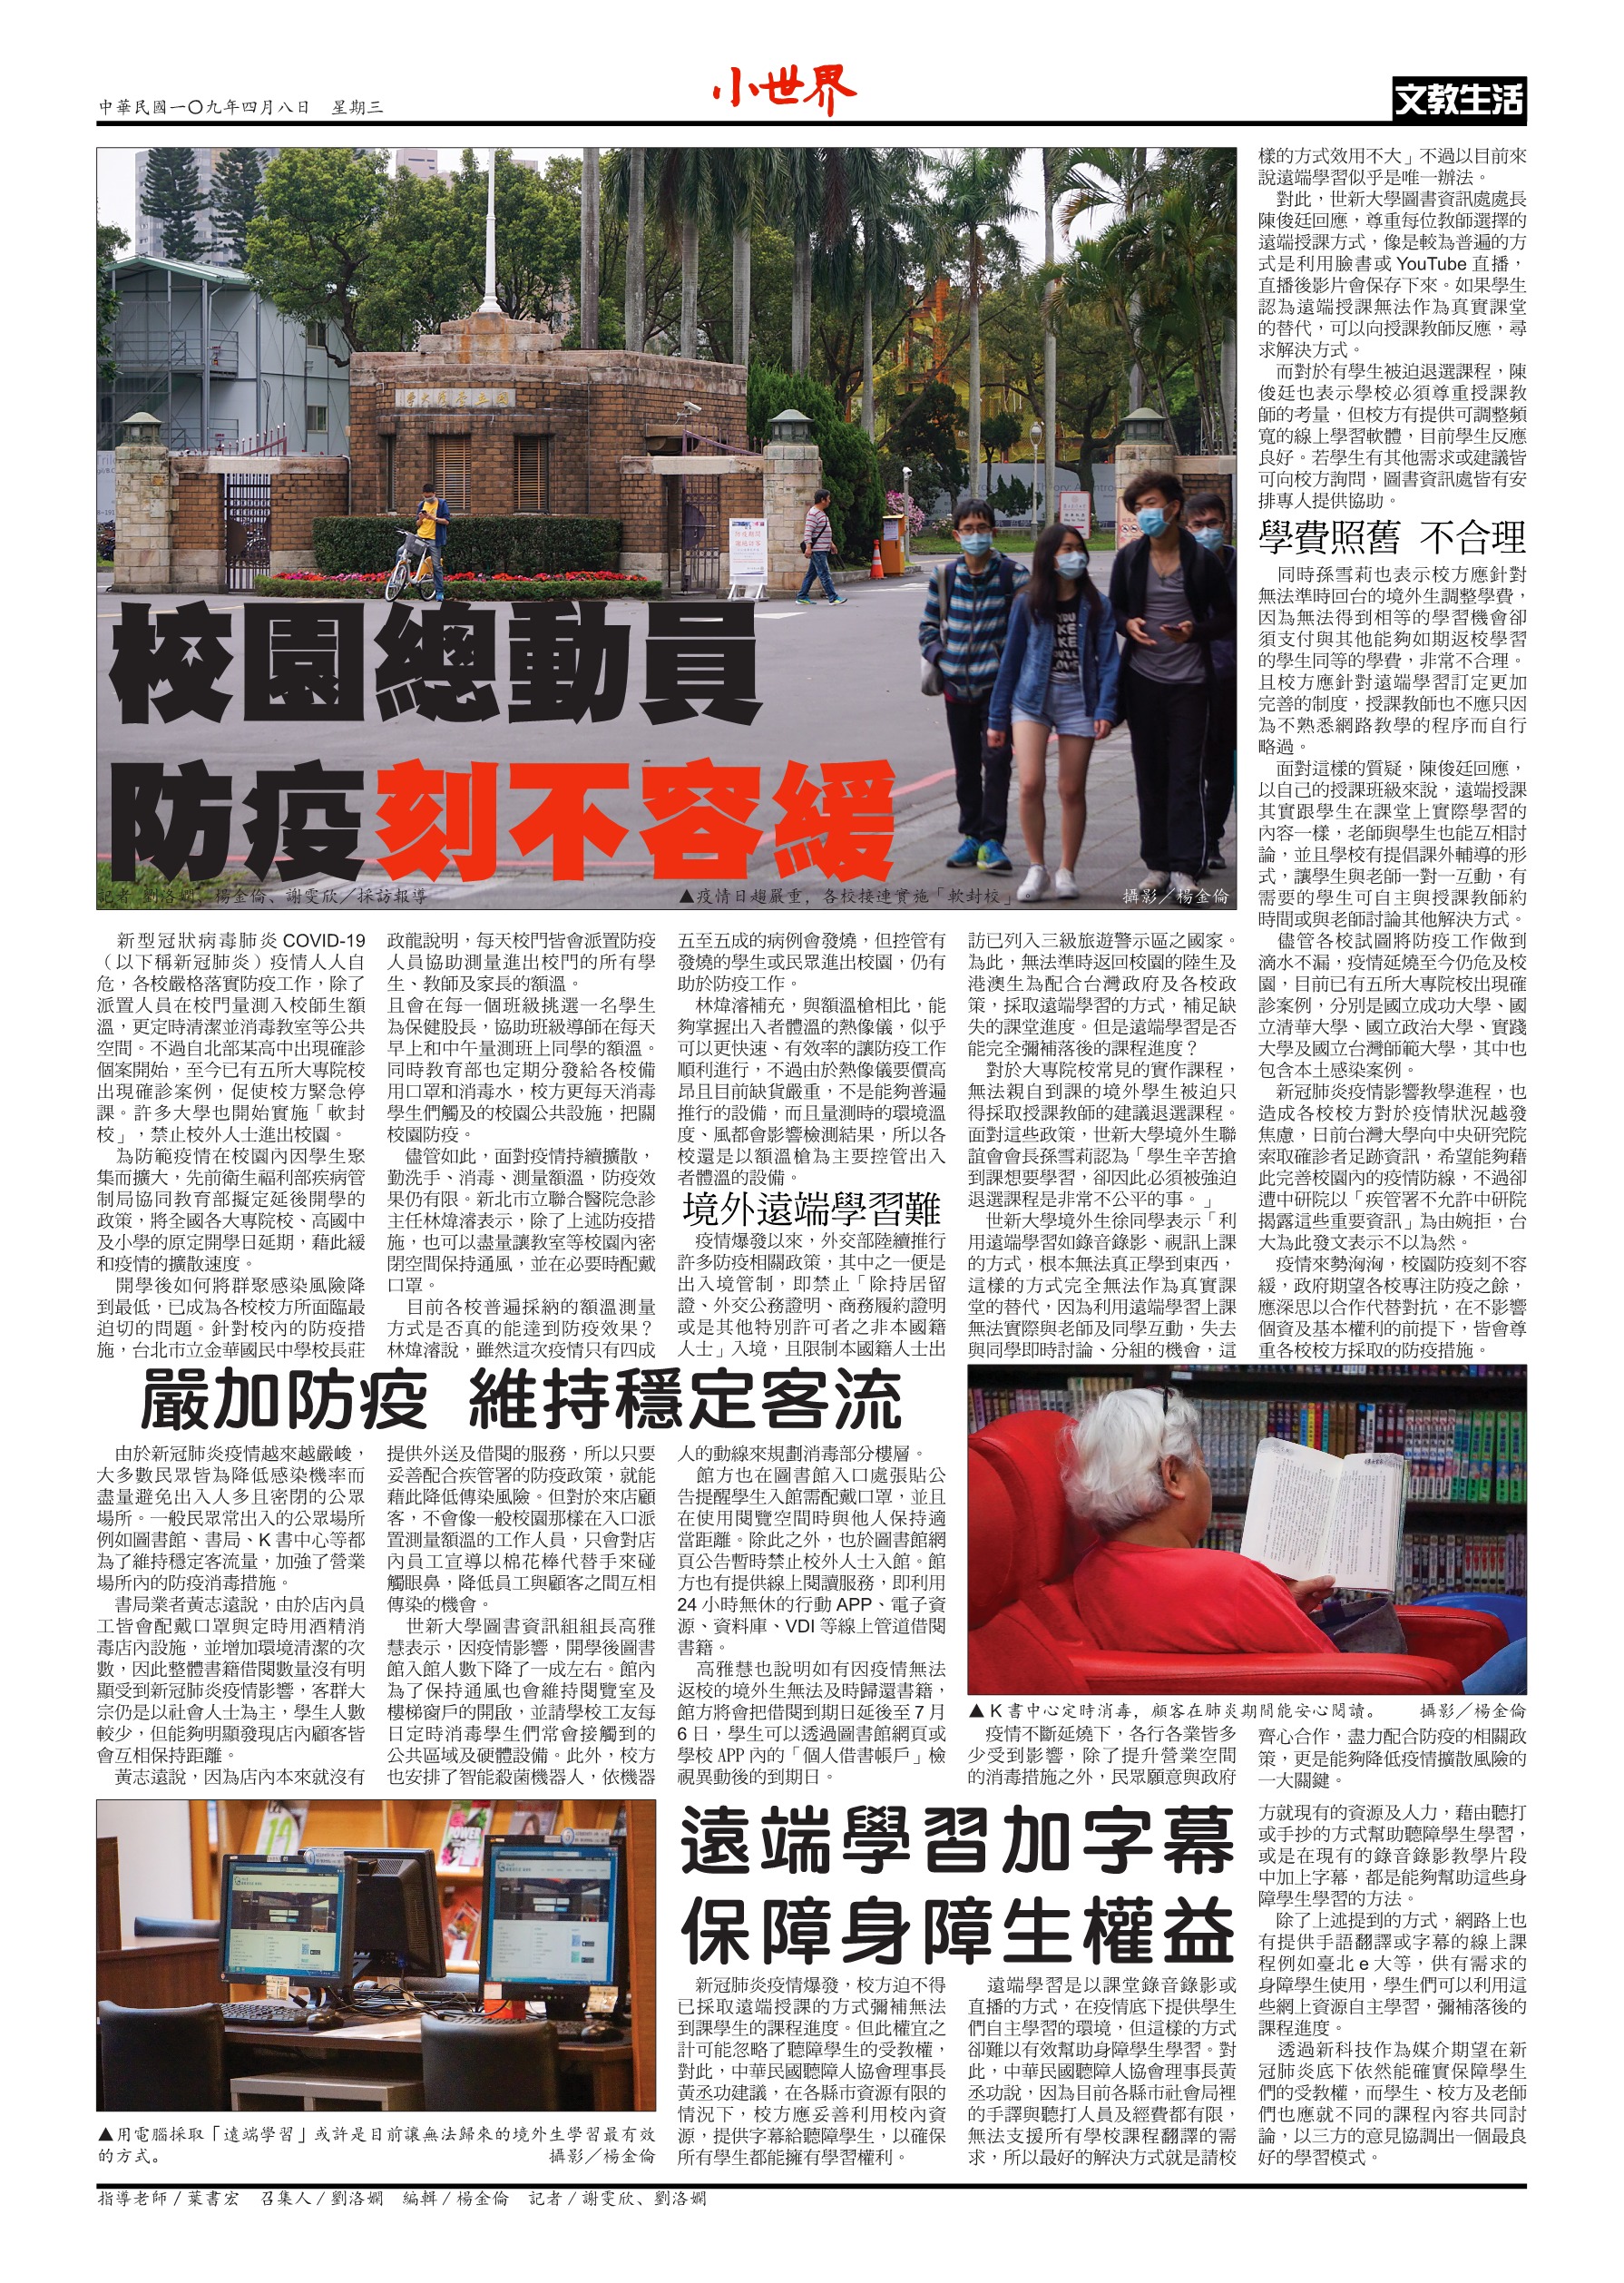 中華民國一〇九年四月八日　星期三
小世界
文教生活
國立臺灣大學
校園總動員
防疫刻不容緩
記者 劉洛嫻、楊金倫、謝雯欣／採訪報導
▲疫情日趨嚴重，各校接連實施「軟封校」。
攝影／楊金倫
　新型冠狀病毒肺炎 COVID-19
（以下稱新冠肺炎）疫情人人自
危，各校嚴格落實防疫工作，除了
派置人員在校門量測入校師生額
溫，更定時清潔並消毒教室等公共
空間。不過自北部某高中出現確診
個案開始，至今已有五所大專院校
出現確診案例，促使校方緊急停
課。許多大學也開始實施「軟封
校」，禁止校外人士進出校園。
　為防範疫情在校園內因學生聚
集而擴大，先前衛生福利部疾病管
制局協同教育部擬定延後開學的
政策，將全國各大專院校、高國中
及小學的原定開學日延期，藉此緩
和疫情的擴散速度。
　開學後如何將群聚感染風險降
到最低，已成為各校校方所面臨最
迫切的問題。針對校內的防疫措
施，台北市立金華國民中學校長莊
政龍說明，每天校門皆會派置防疫
人員協助測量進出校門的所有學
生、教師及家長的額溫。
且會在每一個班級挑選一名學生
為保健股長，協助班級導師在每天
早上和中午量測班上同學的額溫。
同時教育部也定期分發給各校備
用口罩和消毒水，校方更每天消毒
學生們觸及的校園公共設施，把關
校園防疫。
　儘管如此，面對疫情持續擴散，
勤洗手、消毒、測量額溫，防疫效
果仍有限。新北市立聯合醫院急診
主任林煒濬表示，除了上述防疫措
施，也可以盡量讓教室等校園內密
閉空間保持通風，並在必要時配戴
口罩。
　目前各校普遍採納的額溫測量
方式是否真的能達到防疫效果？
林煒濬說，雖然這次疫情只有四成
五至五成的病例會發燒，但控管有
發燒的學生或民眾進出校園，仍有
助於防疫工作。
　林煒濬補充，與額溫槍相比，能
夠掌握出入者體溫的熱像儀，似乎
可以更快速、有效率的讓防疫工作
順利進行，不過由於熱像儀要價高
昂且目前缺貨嚴重，不是能夠普遍
推行的設備，而且量測時的環境溫
度、風都會影響檢測結果，所以各
校還是以額溫槍為主要控管出入
者體溫的設備。
境外遠端學習難
　疫情爆發以來，外交部陸續推行
許多防疫相關政策，其中之一便是
出入境管制，即禁止「除持居留
證、外交公務證明、商務履約證明
或是其他特別許可者之非本國籍
人士」入境，且限制本國籍人士出
訪已列入三級旅遊警示區之國家。
為此，無法準時返回校園的陸生及
港澳生為配合台灣政府及各校政
策，採取遠端學習的方式，補足缺
失的課堂進度。但是遠端學習是否
能完全彌補落後的課程進度？
　對於大專院校常見的實作課程，
無法親自到課的境外學生被迫只
得採取授課教師的建議退選課程。
面對這些政策，世新大學境外生聯
誼會會長孫雪莉認為「學生辛苦搶
到課想要學習，卻因此必須被強迫
退選課程是非常不公平的事。」
　世新大學境外生徐同學表示「利
用遠端學習如錄音錄影、視訊上課
的方式，根本無法真正學到東西，
這樣的方式完全無法作為真實課
堂的替代，因為利用遠端學習上課
無法實際與老師及同學互動，失去
與同學即時討論、分組的機會，這
樣的方式效用不大」不過以目前來
說遠端學習似乎是唯一辦法。
　對此，世新大學圖書資訊處處長
陳俊廷回應，尊重每位教師選擇的
遠端授課方式，像是較為普遍的方
式是利用臉書或 YouTube 直播，
直播後影片會保存下來。如果學生
認為遠端授課無法作為真實課堂
的替代，可以向授課教師反應，尋
求解決方式。
　而對於有學生被迫退選課程，陳
俊廷也表示學校必須尊重授課教
師的考量，但校方有提供可調整頻
寬的線上學習軟體，目前學生反應
良好。若學生有其他需求或建議皆
可向校方詢問，圖書資訊處皆有安
排專人提供協助。
學費照舊 不合理
　同時孫雪莉也表示校方應針對
無法準時回台的境外生調整學費，
因為無法得到相等的學習機會卻
須支付與其他能夠如期返校學習
的學生同等的學費，非常不合理。
且校方應針對遠端學習訂定更加
完善的制度，授課教師也不應只因
為不熟悉網路教學的程序而自行
略過。
　面對這樣的質疑，陳俊廷回應，
以自己的授課班級來說，遠端授課
其實跟學生在課堂上實際學習的
內容一樣，老師與學生也能互相討
論，並且學校有提倡課外輔導的形
式，讓學生與老師一對一互動，有
需要的學生可自主與授課教師約
時間或與老師討論其他解決方式。
　儘管各校試圖將防疫工作做到
滴水不漏，疫情延燒至今仍危及校
園，目前已有五所大專院校出現確
診案例，分別是國立成功大學、國
立清華大學、國立政治大學、實踐
大學及國立台灣師範大學，其中也
包含本土感染案例。
　新冠肺炎疫情影響教學進程，也
造成各校校方對於疫情狀況越發
焦慮，日前台灣大學向中央研究院
索取確診者足跡資訊，希望能夠藉
此完善校園內的疫情防線，不過卻
遭中研院以「疾管署不允許中研院
揭露這些重要資訊」為由婉拒，台
大為此發文表示不以為然。
　疫情來勢洶洶，校園防疫刻不容
緩，政府期望各校專注防疫之餘，
應深思以合作代替對抗，在不影響
個資及基本權利的前提下，皆會尊
重各校校方採取的防疫措施。
嚴加防疫 維持穩定客流
　由於新冠肺炎疫情越來越嚴峻，
大多數民眾皆為降低感染機率而
盡量避免出入人多且密閉的公眾
場所。一般民眾常出入的公眾場所
例如圖書館、書局、K 書中心等都
為了維持穩定客流量，加強了營業
場所內的防疫消毒措施。
　書局業者黃志遠說，由於店內員
工皆會配戴口罩與定時用酒精消
毒店內設施，並增加環境清潔的次
數，因此整體書籍借閱數量沒有明
顯受到新冠肺炎疫情影響，客群大
宗仍是以社會人士為主，學生人數
較少，但能夠明顯發現店內顧客皆
會互相保持距離。
　黃志遠說，因為店內本來就沒有
提供外送及借閱的服務，所以只要
妥善配合疾管署的防疫政策，就能
藉此降低傳染風險。但對於來店顧
客，不會像一般校園那樣在入口派
置測量額溫的工作人員，只會對店
內員工宣導以棉花棒代替手來碰
觸眼鼻，降低員工與顧客之間互相
傳染的機會。
　世新大學圖書資訊組組長高雅
慧表示，因疫情影響，開學後圖書
館入館人數下降了一成左右。館內
為了保持通風也會維持閱覽室及
樓梯窗戶的開啟，並請學校工友每
日定時消毒學生們常會接觸到的
公共區域及硬體設備。此外，校方
也安排了智能殺菌機器人，依機器
人的動線來規劃消毒部分樓層。
　館方也在圖書館入口處張貼公
告提醒學生入館需配戴口罩，並且
在使用閱覽空間時與他人保持適
當距離。除此之外，也於圖書館網
頁公告暫時禁止校外人士入館。館
方也有提供線上閱讀服務，即利用
24 小時無休的行動 APP、電子資
源、資料庫、VDI 等線上管道借閱
書籍。
　高雅慧也說明如有因疫情無法
返校的境外生無法及時歸還書籍，
館方將會把借閱到期日延後至 7 月
6 日，學生可以透過圖書館網頁或
學校 APP 內的「個人借書帳戶」檢
視異動後的到期日。
▲ K 書中心定時消毒，顧客在肺炎期間能安心閱讀。　　攝影／楊金倫
　疫情不斷延燒下，各行各業皆多
少受到影響，除了提升營業空間
的消毒措施之外，民眾願意與政府
齊心合作，盡力配合防疫的相關政
策，更是能夠降低疫情擴散風險的
一大關鍵。
▲用電腦採取「遠端學習」或許是目前讓無法歸來的境外生學習最有效
的方式。　　攝影／楊金倫
遠端學習加字幕
保障身障生權益
　新冠肺炎疫情爆發，校方迫不得
已採取遠端授課的方式彌補無法
到課學生的課程進度。但此權宜之
計可能忽略了聽障學生的受教權，
對此，中華民國聽障人協會理事長
黃丞功建議，在各縣市資源有限的
情況下，校方應妥善利用校內資
源，提供字幕給聽障學生，以確保
所有學生都能擁有學習權利。
　遠端學習是以課堂錄音錄影或
直播的方式，在疫情底下提供學生
們自主學習的環境，但這樣的方式
卻難以有效幫助身障學生學習。對
此，中華民國聽障人協會理事長黃
丞功說，因為目前各縣市社會局裡
的手譯與聽打人員及經費都有限，
無法支援所有學校課程翻譯的需
求，所以最好的解決方式就是請校
方就現有的資源及人力，藉由聽打
或手抄的方式幫助聽障學生學習，
或是在現有的錄音錄影教學片段
中加上字幕，都是能夠幫助這些身
障學生學習的方法。
　除了上述提到的方式，網路上也
有提供手語翻譯或字幕的線上課
程例如臺北 e 大等，供有需求的
身障學生使用，學生們可以利用這
些網上資源自主學習，彌補落後的
課程進度。
　透過新科技作為媒介期望在新
冠肺炎底下依然能確實保障學生
們的受教權，而學生、校方及老師
們也應就不同的課程內容共同討
論，以三方的意見協調出一個最良
好的學習模式。
指導老師 / 葉書宏　召集人 / 劉洛嫻　編輯 / 楊金倫　記者 / 謝雯欣、劉洛嫻